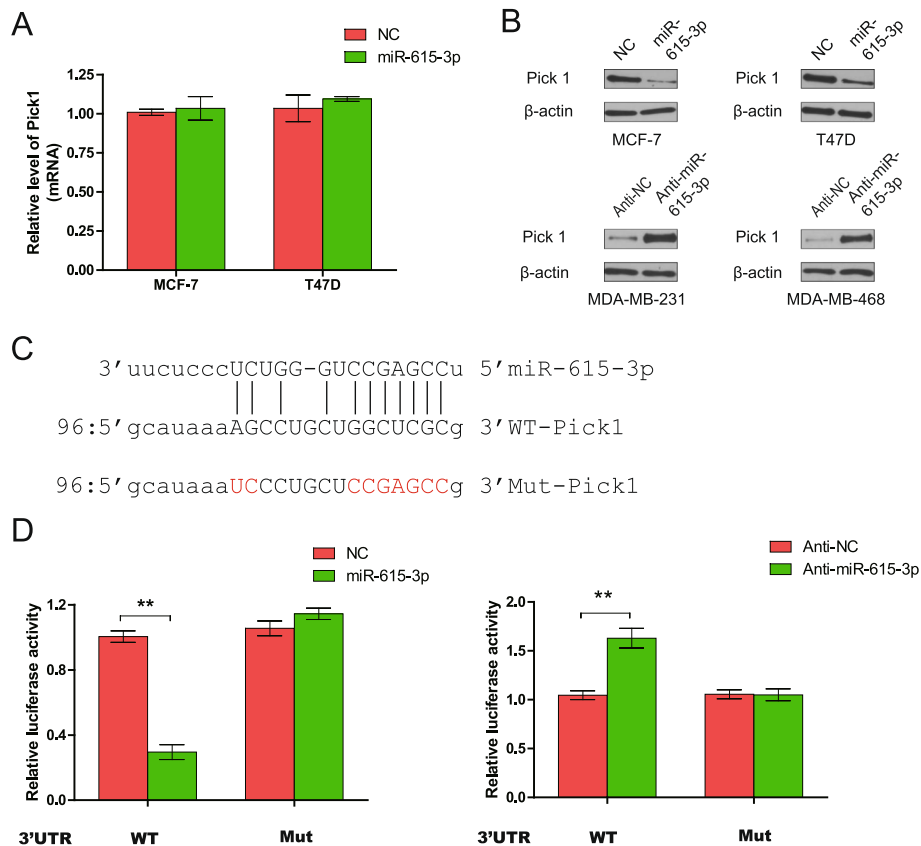 A
NC
miR-615-3p
Relative level of Pick1
(mRNA)
1.25
1.00
0.75
0.50
0.25
0.00
MCF-7
T47D
B
NC
miR-
615-3p
Pick 1
β-actin
MCF-7
NC
miR-
615-3p
Pick 1
β-actin
T47D
Anti-NC
Anti-miR-
615-3p
Pick 1
β-actin
MDA-MB-231
Anti-NC
Anti-miR-
615-3p
Pick 1
β-actin
MDA-MB-468
C
3′uucucccUCUGG-GUCCGAGCCu 5′miR-615-3p
96:5′gcauaaaAGCCUGCUGGCUCGCg 3′WT-Pick1
96:5′gcauaaaUCCCUGCUCCGAGCCg 3′Mut-Pick1
D
NC
miR-615-3p
Relative luciferase activity
1.2
0.8
0.4
0.0
**
3′UTR
WT
Mut
Anti-NC
Anti-miR-615-3p
Relative luciferase activity
2.0
1.5
1.0
0.5
0.0
**
3′UTR
WT
Mut